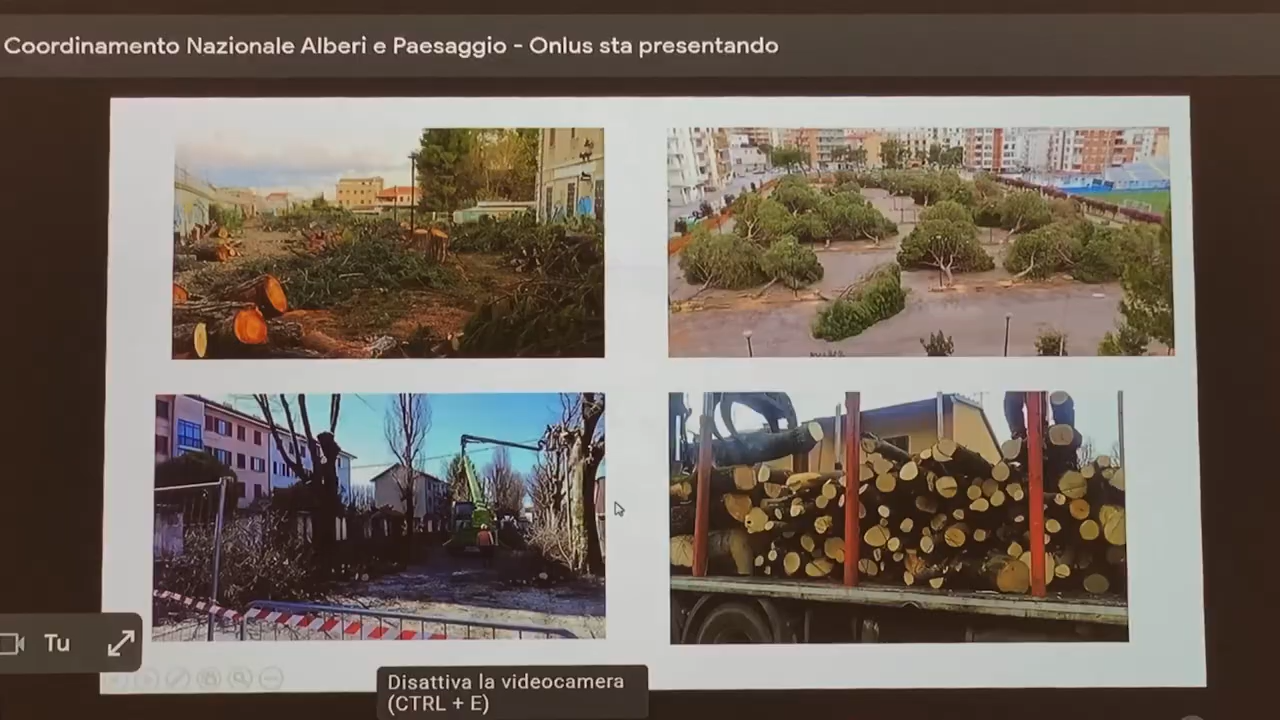 Coordinamento Nazionale Alberi e Paesaggio - Onlus sta presentando
Tu
Disattiva la videocamera
(CTRL + E)